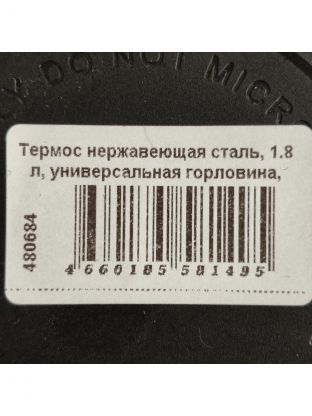 DO NOT MICRO
Термос нержавеющая сталь, 1.8
л, универсальная горловина,
480684
4 660185 581495